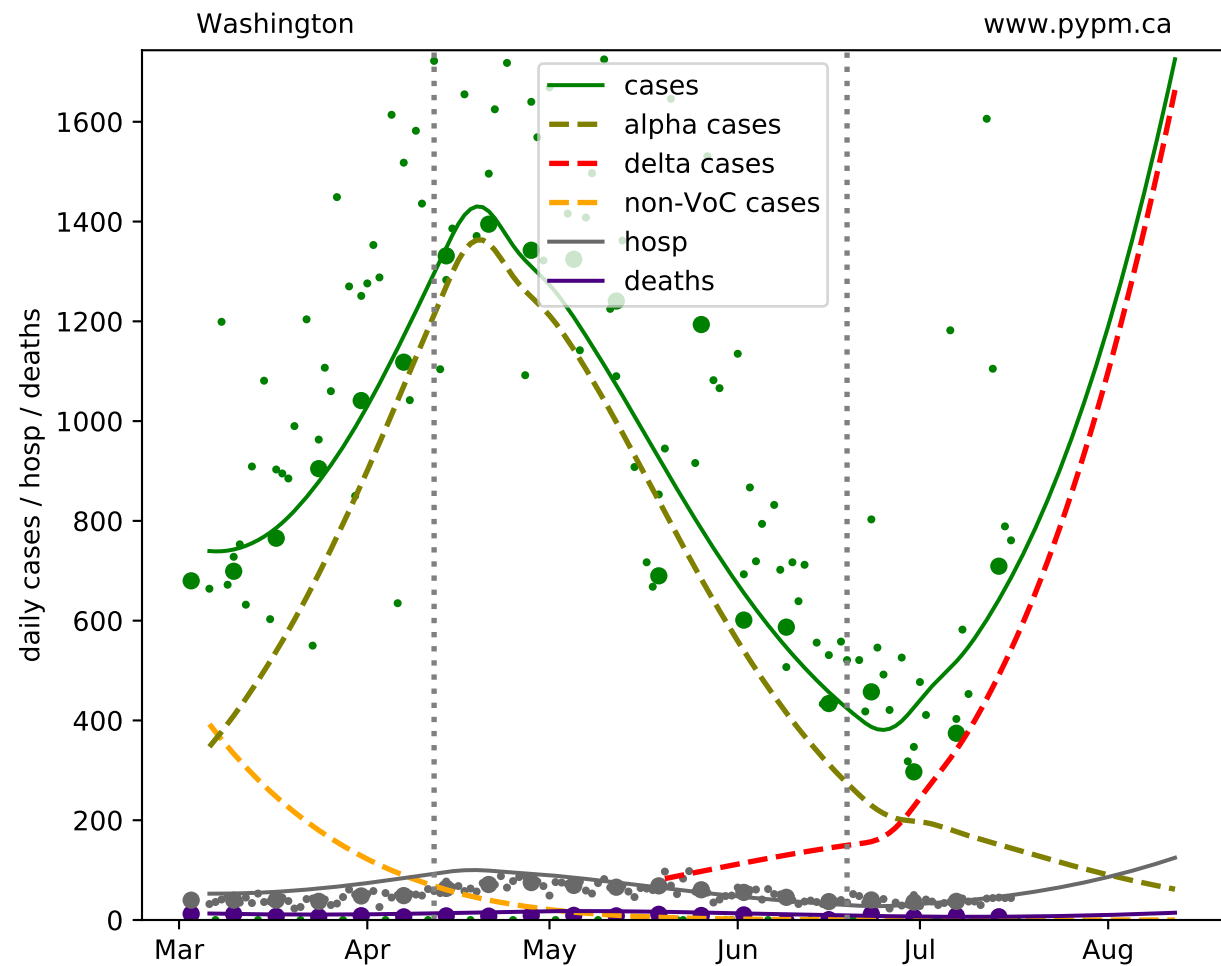 Washington www.pypm.ca
cases
alpha cases
delta cases
non-VoC cases
hosp
deaths
daily cases / hosp / deaths
1600
1400
1200
1000
800
600
400
200
0
Mar Apr May Jun Jul Aug